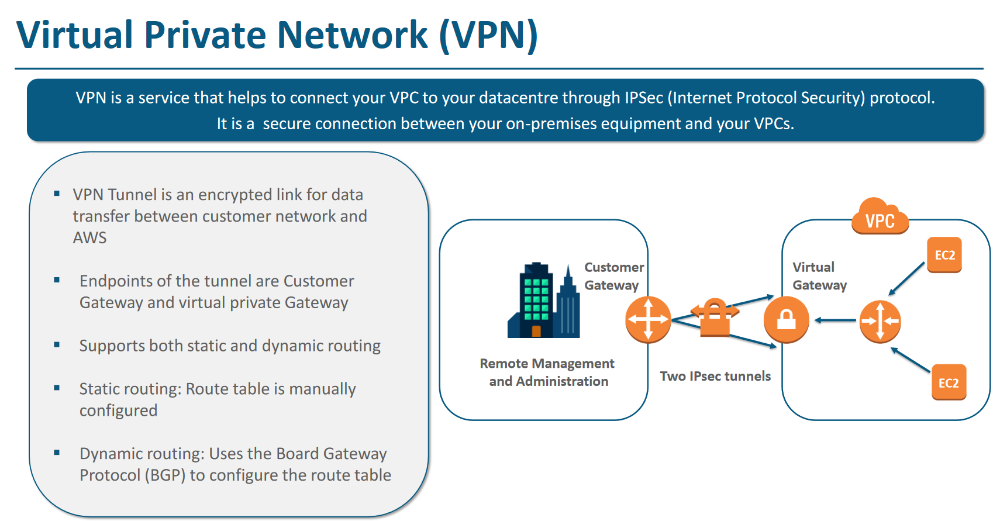 Virtual Private Network (VPN)
VPN is a service that helps to connect your VPC to your datacentre through IPSec (Internet Protocol Security) protocol.
It is a secure connection between your on-premises equipment and your VPCs.
VPN Tunnel is an encrypted link for data
transfer between customer network and
AWS
Endpoints of the tunnel are Customer
Gateway and virtual private Gateway
Supports both static and dynamic routing
Static routing: Route table is manually
configured
Dynamic routing: Uses the Board Gateway
Protocol (BGP) to configure the route table
Customer
Gateway
Remote Management
and Administration
Two IPsec tunnels
VPC
Virtual
Gateway
EC2
EC2